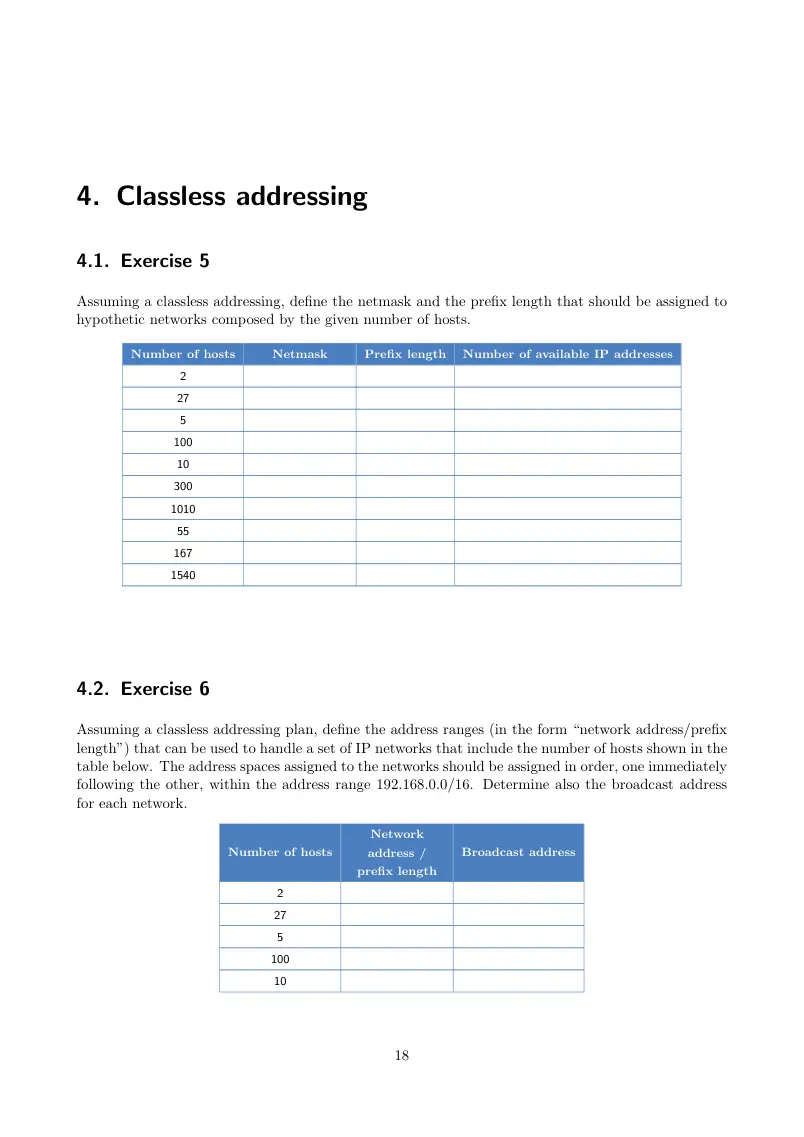 4. Classless addressing
4.1. Exercise 5
Assuming a classless addressing, define the netmask and the prefix length that should be assigned to
hypothetic networks composed by the given number of hosts.
Number of hosts Netmask Prefix length Number of available IP addresses
2
27
5
100
10
300
1010
55
167
1540
4.2. Exercise 6
Assuming a classless addressing plan, define the address ranges (in the form “network address/prefix
length”) that can be used to handle a set of IP networks that include the number of hosts shown in the
table below. The address spaces assigned to the networks should be assigned in order, one immediately
following the other, within the address range 192.168.0.0/16. Determine also the broadcast address
for each network.
Network
Number of hosts address / Broadcast address
prefix length
2
27
5
100
10
18